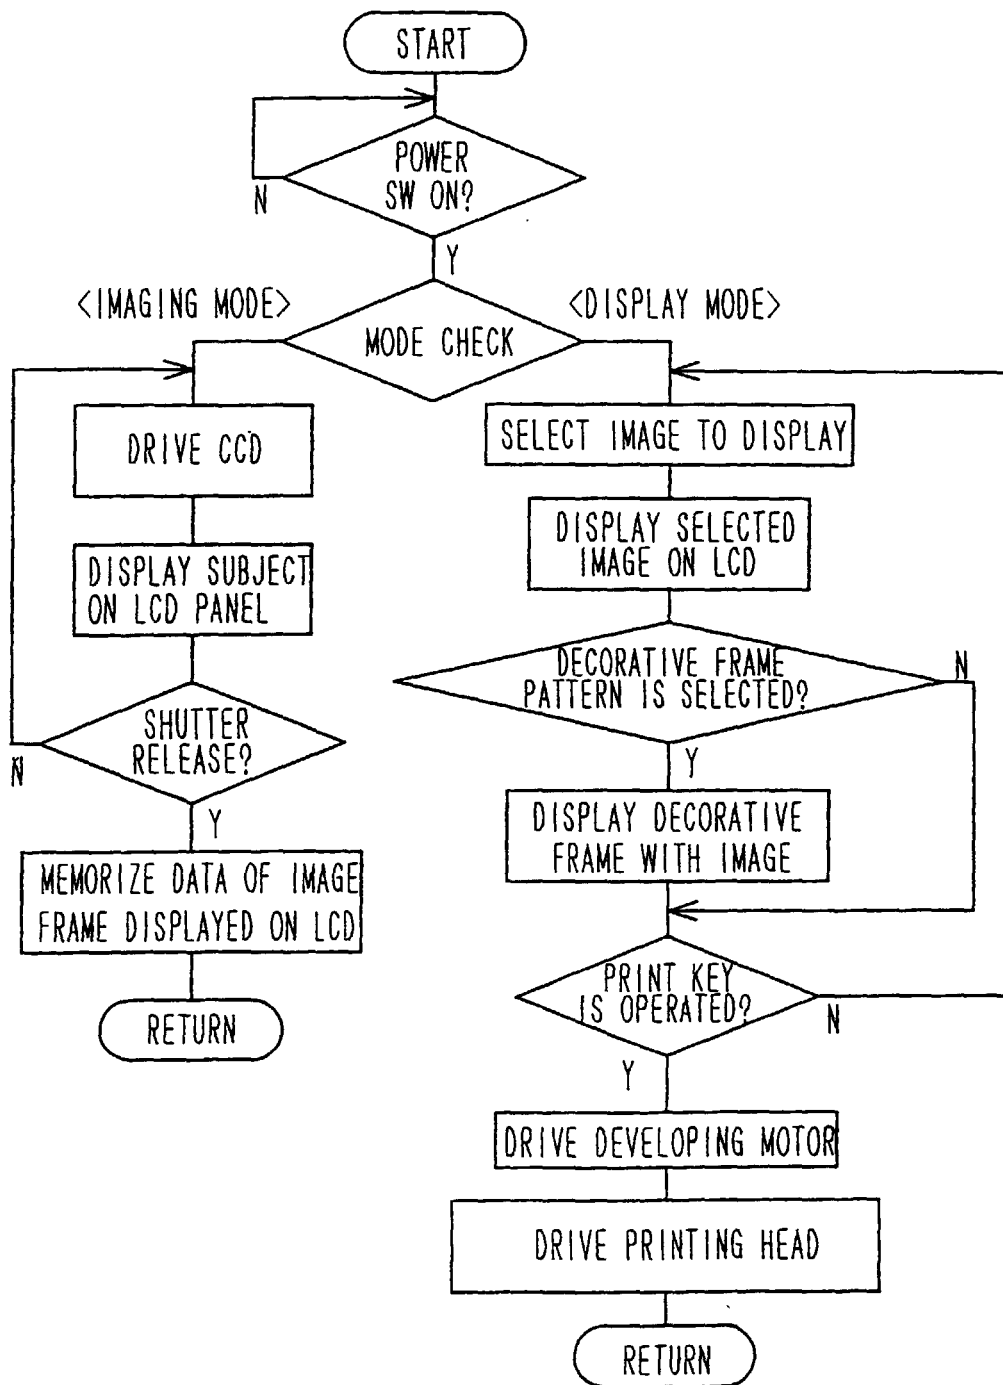 START
POWER
SW ON?
N
Y
<IMAGING MODE>
<DISPLAY MODE>
MODE CHECK
DRIVE CCD
DISPLAY SUBJECT
ON LCD PANEL
SHUTTER
RELEASE?
N
Y
MEMORIZE DATA OF IMAGE
FRAME DISPLAYED ON LCD
RETURN
SELECT IMAGE TO DISPLAY
DISPLAY SELECTED
IMAGE ON LCD
DECORATIVE FRAME
PATTERN IS SELECTED?
N
Y
DISPLAY DECORATIVE
FRAME WITH IMAGE
PRINT KEY
IS OPERATED?
N
Y
DRIVE DEVELOPING MOTOR
DRIVE PRINTING HEAD
RETURN